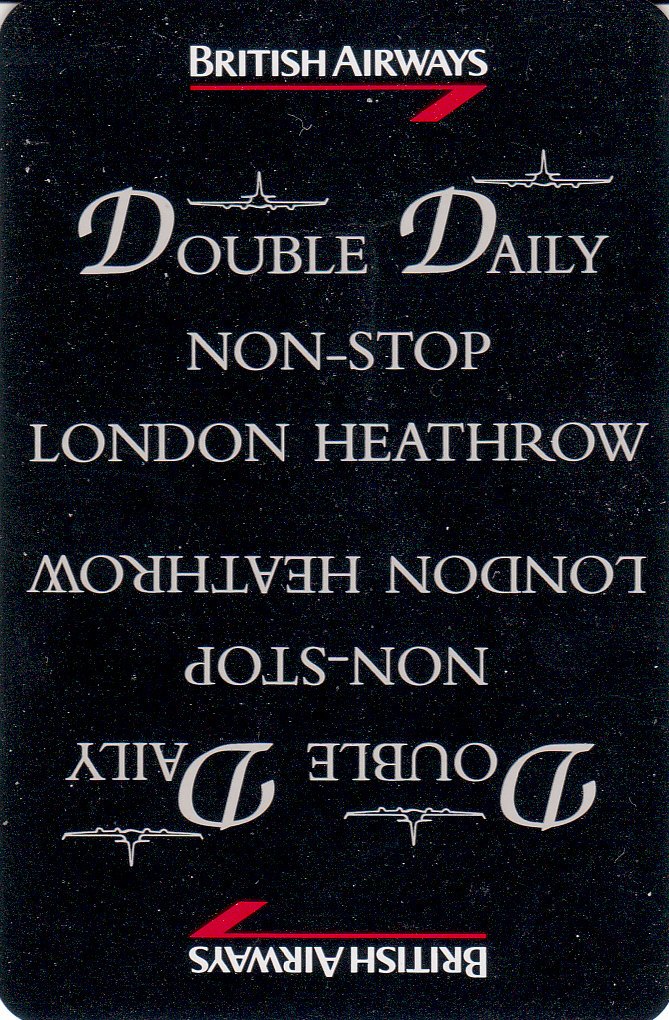 BRITISH AIRWAYS
DOUBLE DAILY
NON-STOP
LONDON HEATHROW
LONDON HEATHROW
NON-STOP
DOUBLE DAILY
BRITISH AIRWAYS